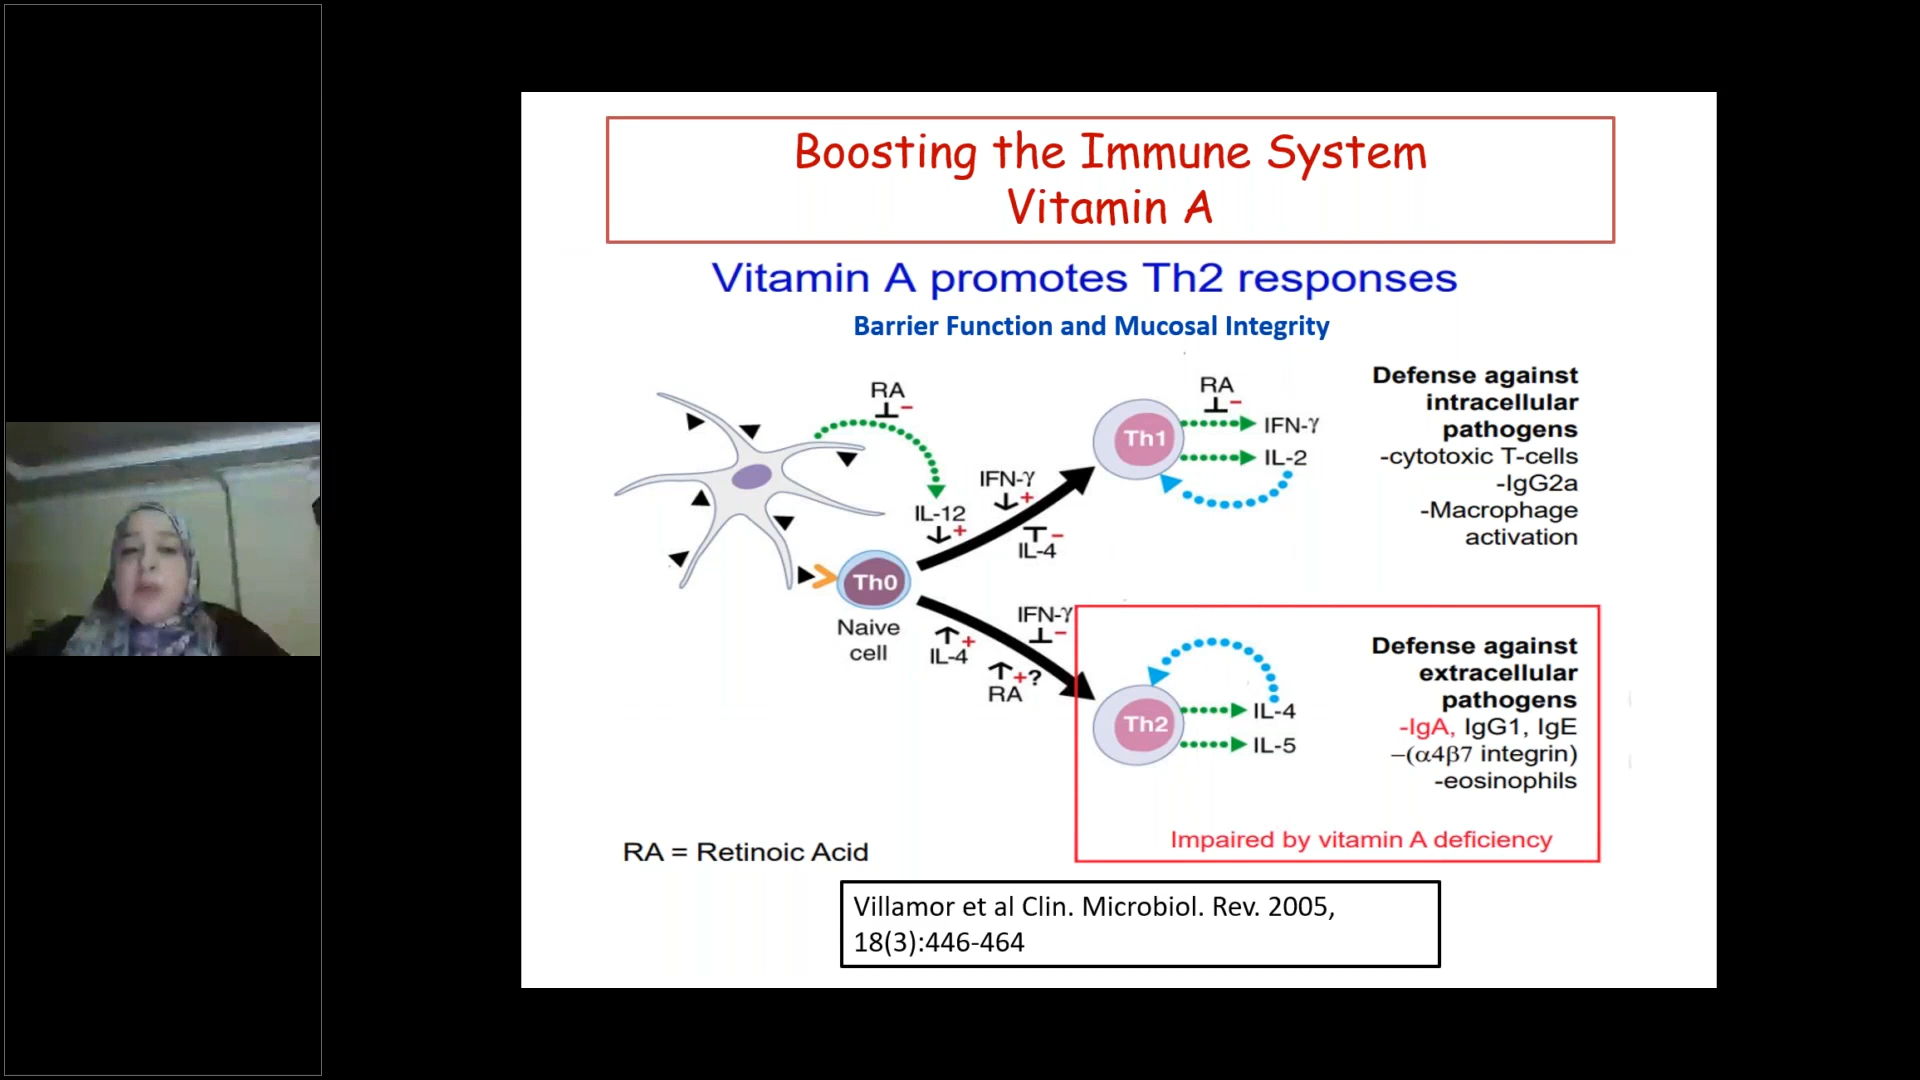 Boosting the Immune System
Vitamin A
Vitamin A promotes Th2 responses
Barrier Function and Mucosal Integrity
RA
⊥−
IL-12
↓+
IFN-γ
↓+
⊤−
IL-4
Th1
RA
⊥−
IFN-γ
IL-2
Defense against
intracellular
pathogens
-cytotoxic T-cells
-IgG2a
-Macrophage
activation
Th0
Naive
cell
↑+
IL-4
IFN-γ
⊥−
↑+?
RA
Th2
IL-4
IL-5
Defense against
extracellular
pathogens
-IgA, IgG1, IgE
–(α4β7 integrin)
-eosinophils
Impaired by vitamin A deficiency
RA = Retinoic Acid
Villamor et al Clin. Microbiol. Rev. 2005,
18(3):446-464